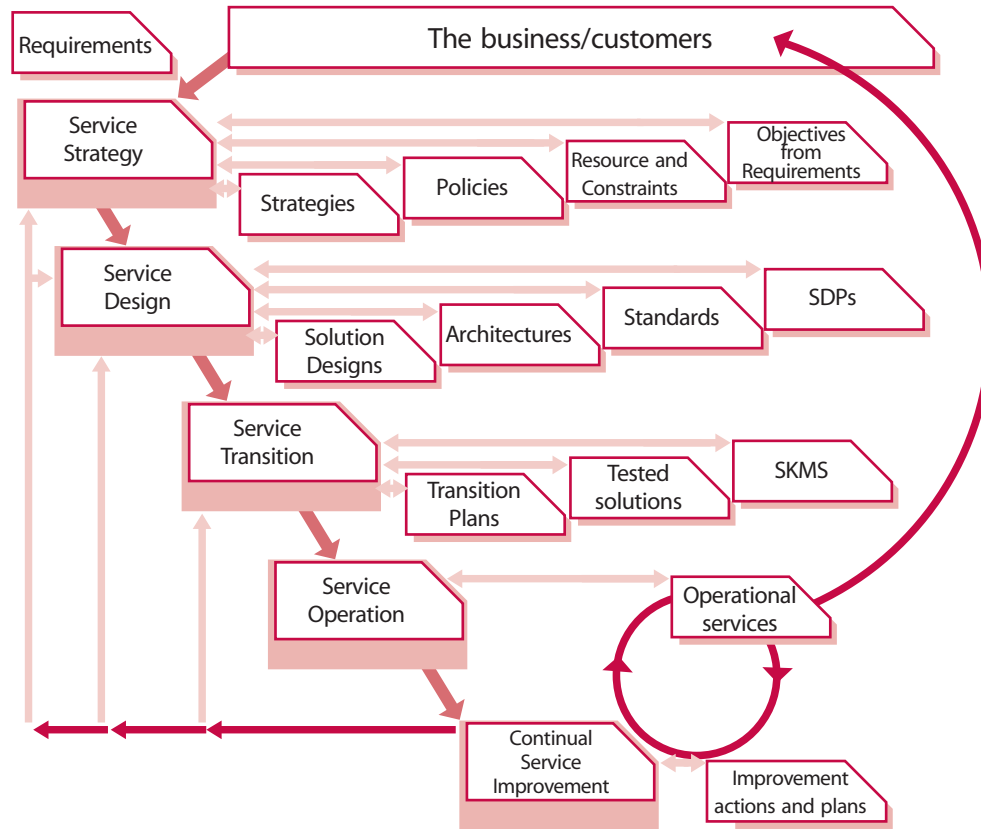 Requirements
The business/customers
Service
Strategy
Strategies
Policies
Resource and
Constraints
Objectives
from
Requirements
Service
Design
Solution
Designs
Architectures
Standards
SDPs
Service
Transition
Transition
Plans
Tested
solutions
SKMS
Service
Operation
Operational
services
Continual
Service
Improvement
Improvement
actions and plans